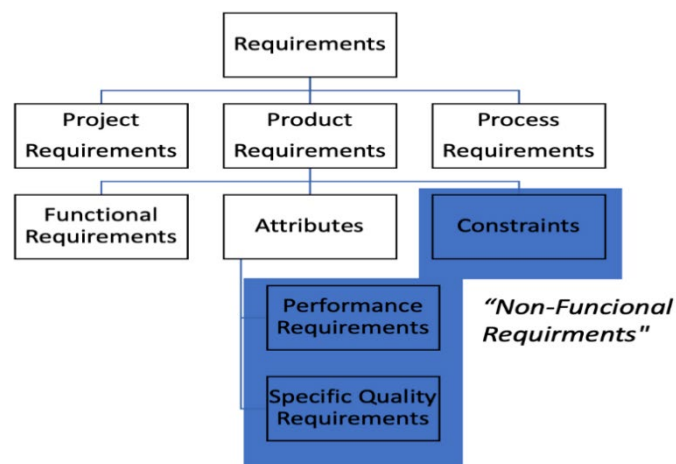 Requirements
Project
Requirements
Product
Requirements
Process
Requirements
Functional
Requirements
Attributes
Constraints
Performance
Requirements
“Non-Funcional
Requirments"
Specific Quality
Requirements